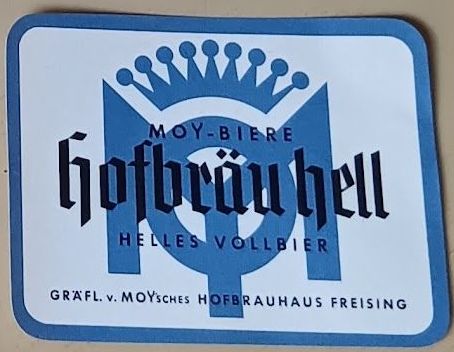 MOY-BIERE
Hofbräu hell
HELLES VOLLBIER
GRÄFL. v. MOY'SCHES HOFBRAUHAUS FREISING